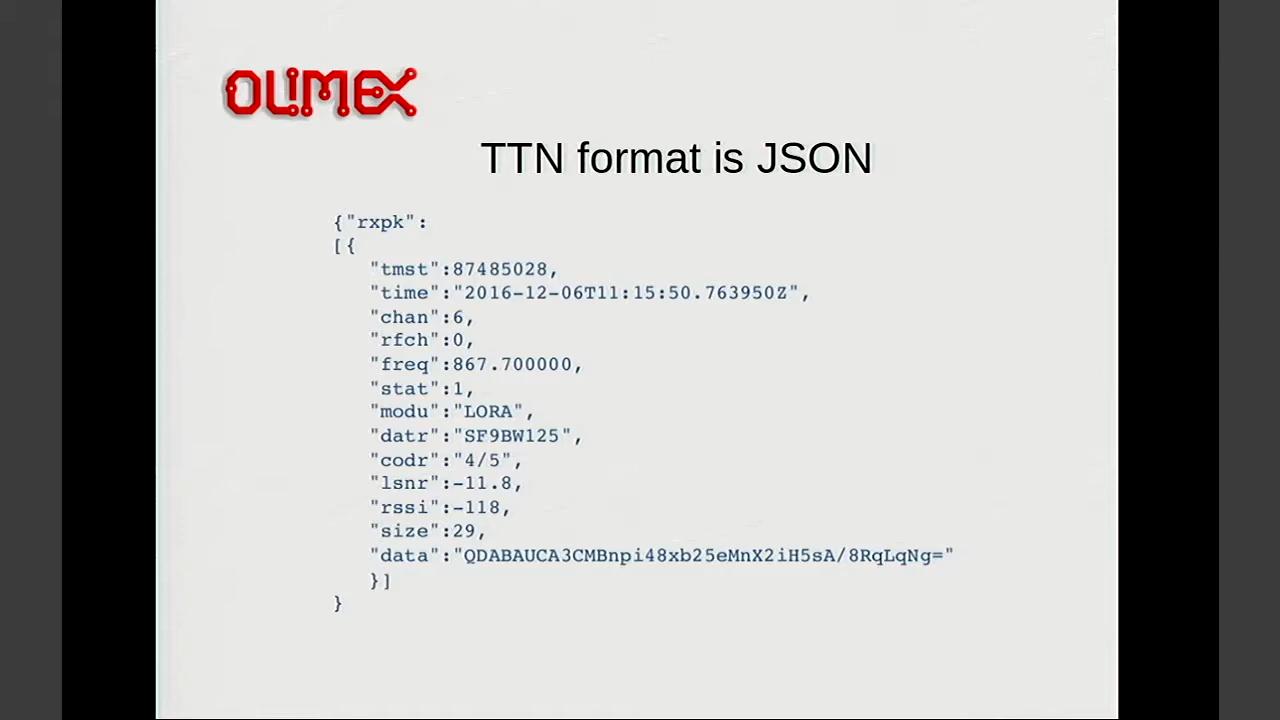 OLIMEX
TTN format is JSON
{"rxpk":
[{
"tmst":87485028,
"time":"2016-12-06T11:15:50.763950Z",
"chan":6,
"rfch":0,
"freq":867.700000,
"stat":1,
"modu":"LORA",
"datr":"SF9BW125",
"codr":"4/5",
"lsnr":-11.8,
"rssi":-118,
"size":29,
"data":"QDABAUCA3CMBnpi48xb25eMnX2iH5sA/8RqLqNg="
}]
}